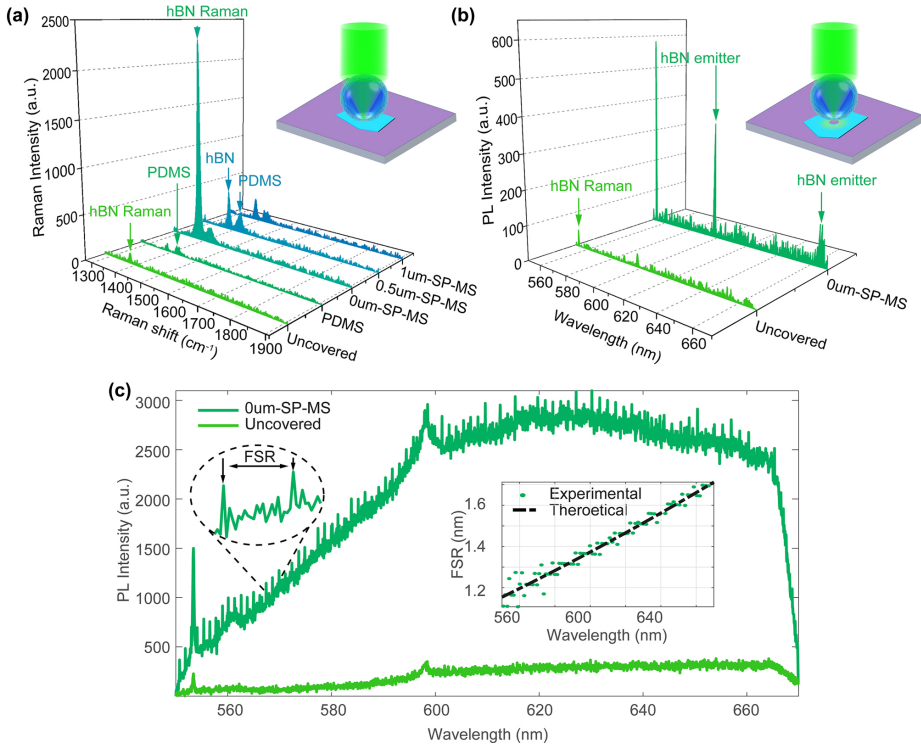 (a)
hBN Raman
2500
2000
1500
1000
500
0
Raman Intensity (a.u.)
hBN Raman
PDMS
hBN
PDMS
1300
1400
1500
1600
1700
1800
1900
Raman shift (cm⁻¹)
Uncovered
PDMS
0um-SP-MS
0.5um-SP-MS
1um-SP-MS
(b)
600
500
400
300
200
100
0
PL Intensity (a.u.)
hBN emitter
hBN Raman
hBN emitter
560
580
600
620
640
660
Wavelength (nm)
Uncovered
0um-SP-MS
(c)
3000
2500
2000
1500
1000
500
PL Intensity (a.u.)
0um-SP-MS
Uncovered
FSR
Experimental
Theroetical
1.6
1.4
1.2
FSR (nm)
560 600 640
Wavelength (nm)
560 580 600 620 640 660
Wavelength (nm)